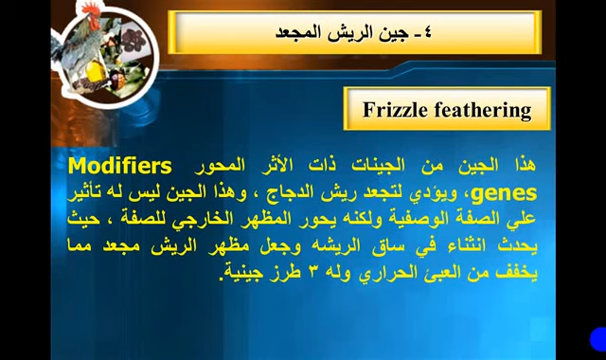 ٤- جين الريش المجعد
Frizzle feathering
هذا الجين من الجينات ذات الأثر المحور Modifiers
genes، ويؤدي لتجعد ريش الدجاج ، وهذا الجين ليس له تأثير
علي الصفة الوصفية ولكنه يحور المظهر الخارجي للصفة ، حيث
يحدث انثناء في ساق الريشه وجعل مظهر الريش مجعد مما
يخفف من العبئ الحراري وله ٣ طرز جينية.